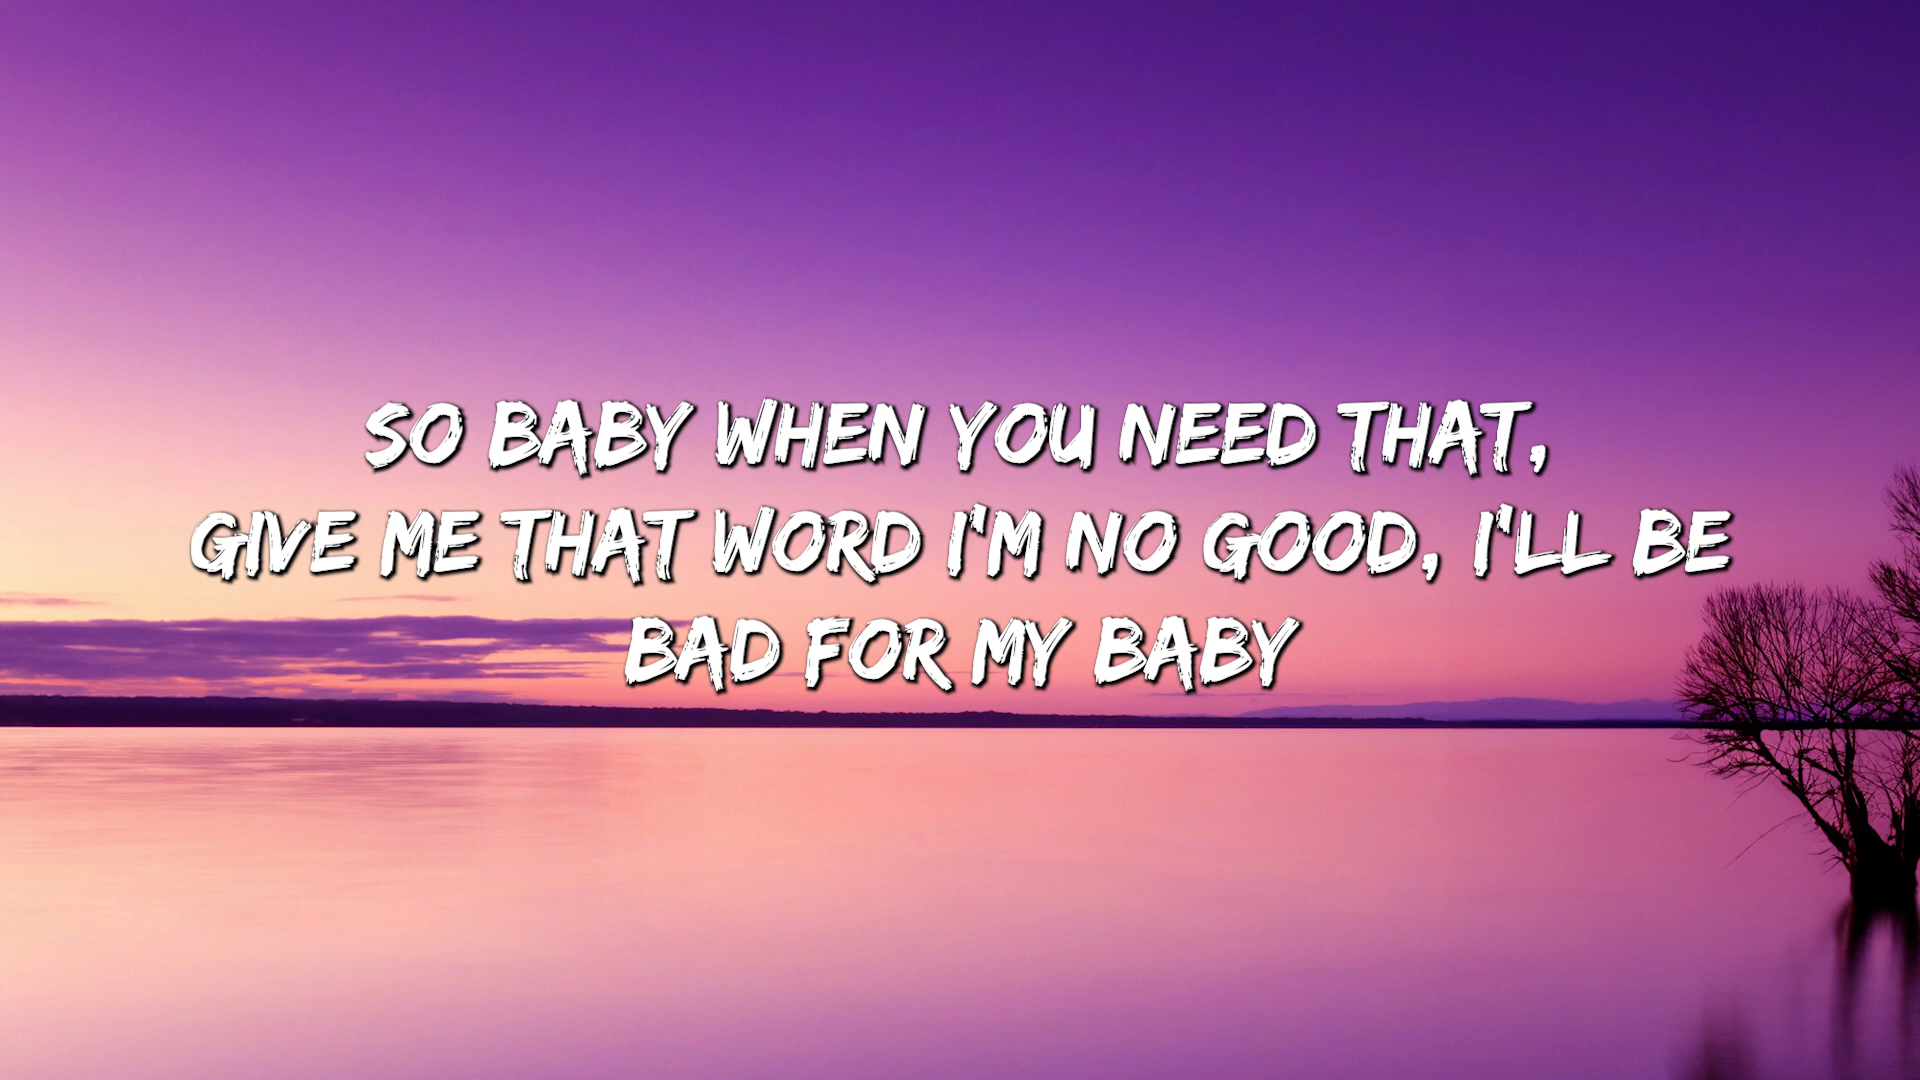 SO BABY WHEN YOU NEED THAT,
GIVE ME THAT WORD I'M NO GOOD, I'LL BE
BAD FOR MY BABY